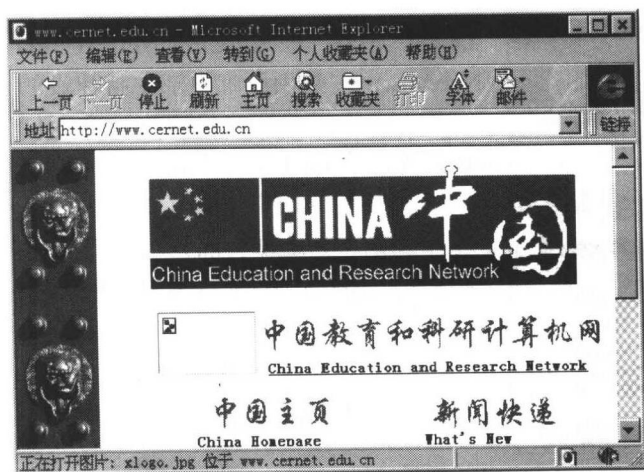 www.cernet.edu.cn - Microsoft Internet Explorer
文件(F) 编辑(E) 查看(V) 转到(G) 个人收藏夹(A) 帮助(H)
上一页 下一页 停止 刷新 主页 搜索 收藏夹 打印 字体 邮件
地址 http://www.cernet.edu.cn 链接
CHINA 中国
China Education and Research Network
中国教育和科研计算机网
China Education and Research Network
中国主页 新闻快递
China Homepage What's New
正在打开图片: xlogo.jpg 位于 www.cernet.edu.cn